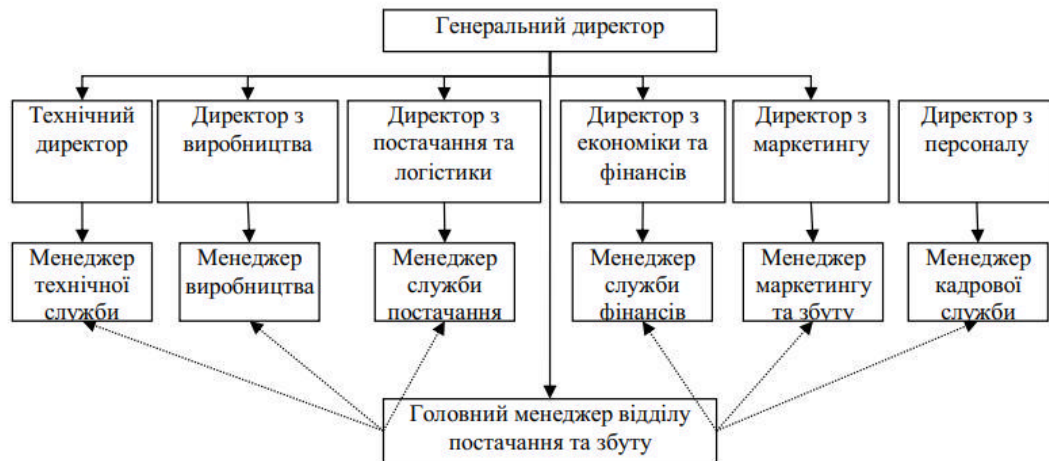 Генеральний директор
Технічний
директор
Директор з
виробництва
Директор з
постачання та
логістики
Директор з
економіки та
фінансів
Директор з
маркетингу
Директор з
персоналу
Менеджер
технічної
служби
Менеджер
виробництва
Менеджер
служби
постачання
Менеджер
служби
фінансів
Менеджер
маркетингу
та збуту
Менеджер
кадрової
служби
Головний менеджер відділу
постачання та збуту